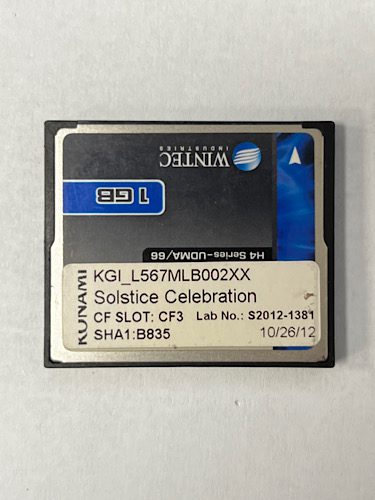 WINTEC
INDUSTRIES
1 GB
H4 Series-UDMA/66
KONAMI
KGI_L567MLB002XX
Solstice Celebration
CF SLOT: CF3 Lab No.: S2012-1381
SHA1:B835 10/26/12